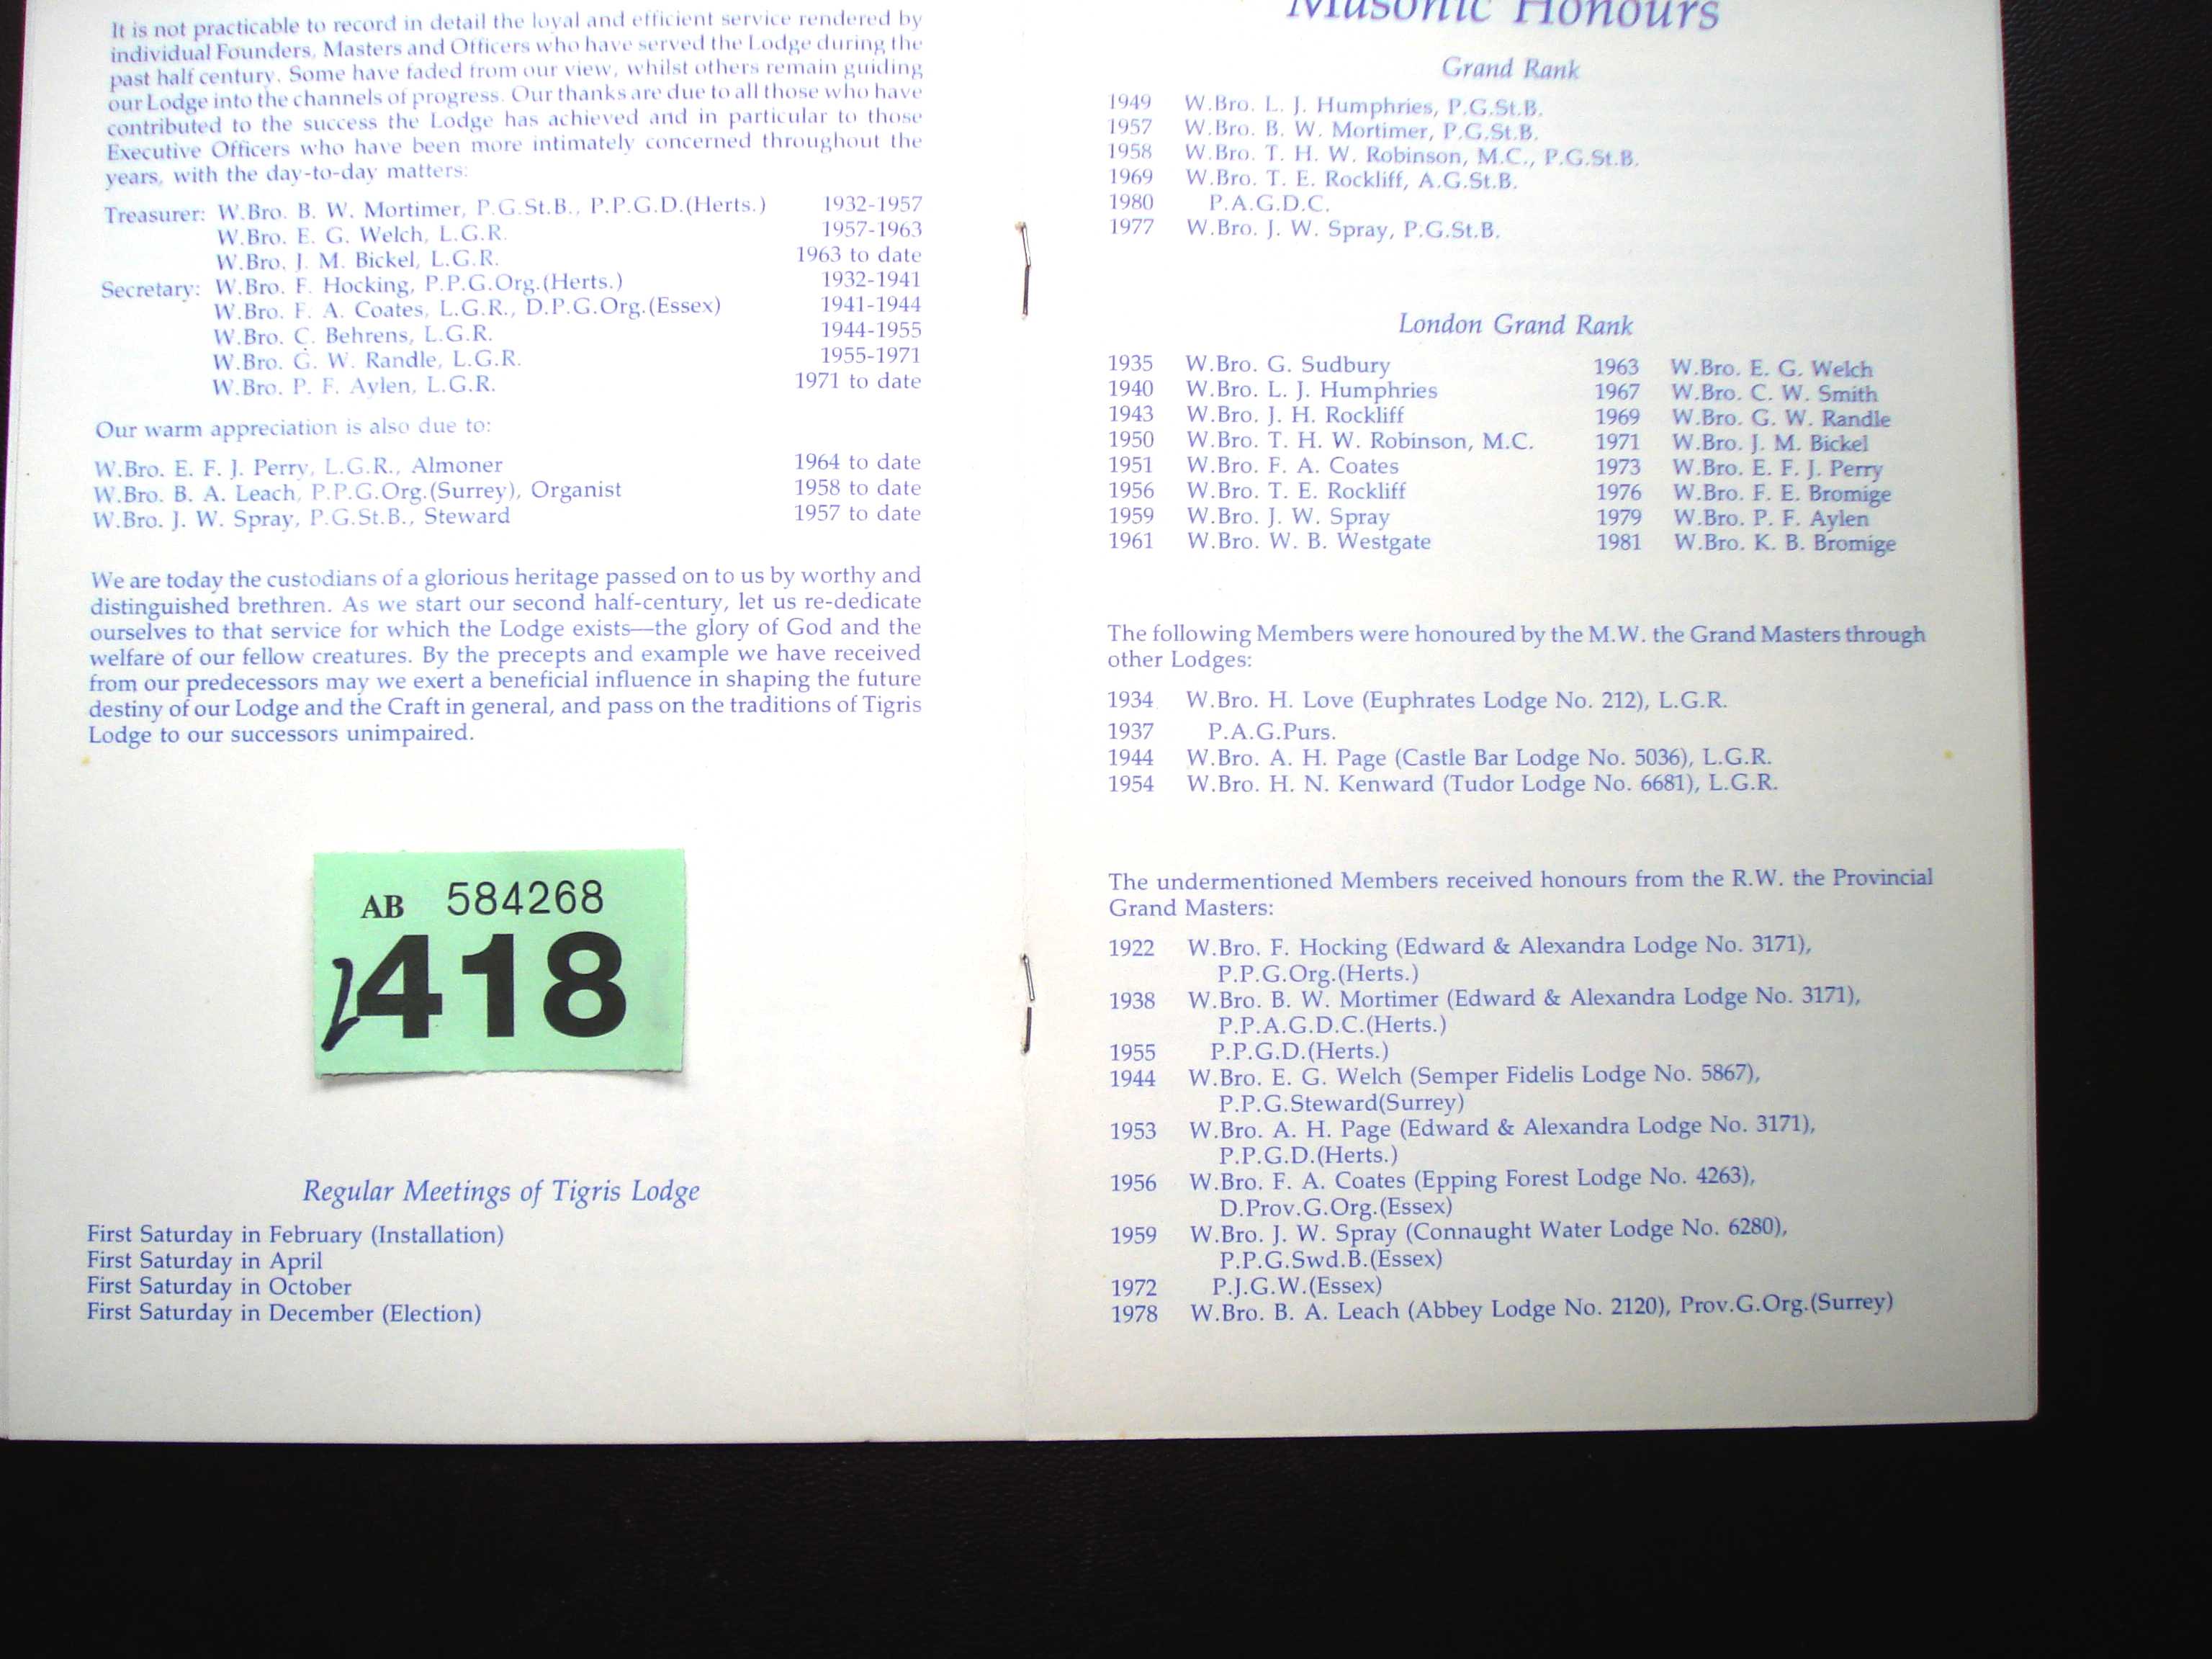 It is not practicable to record in detail the loyal and efficient service rendered by
individual Founders, Masters and Officers who have served the Lodge during the
past half century. Some have faded from our view, whilst others remain guiding
our Lodge into the channels of progress. Our thanks are due to all those who have
contributed to the success the Lodge has achieved and in particular to those
Executive Officers who have been more intimately concerned throughout the
years, with the day-to-day matters:
Treasurer: W.Bro. B. W. Mortimer, P.G.St.B., P.P.G.D.(Herts.) 1932-1957
W.Bro. E. G. Welch, L.G.R. 1957-1963
W.Bro. J. M. Bickel, L.G.R. 1963 to date
Secretary: W.Bro. F. Hocking, P.P.G.Org.(Herts.) 1932-1941
W.Bro. F. A. Coates, L.G.R., D.P.G.Org.(Essex) 1941-1944
W.Bro. C. Behrens, L.G.R. 1944-1955
W.Bro. G. W. Randle, L.G.R. 1955-1971
W.Bro. P. F. Aylen, L.G.R. 1971 to date
Our warm appreciation is also due to:
W.Bro. E. F. J. Perry, L.G.R., Almoner 1964 to date
W.Bro. B. A. Leach, P.P.G.Org.(Surrey), Organist 1958 to date
W.Bro. J. W. Spray, P.G.St.B., Steward 1957 to date
We are today the custodians of a glorious heritage passed on to us by worthy and
distinguished brethren. As we start our second half-century, let us re-dedicate
ourselves to that service for which the Lodge exists—the glory of God and the
welfare of our fellow creatures. By the precepts and example we have received
from our predecessors may we exert a beneficial influence in shaping the future
destiny of our Lodge and the Craft in general, and pass on the traditions of Tigris
Lodge to our successors unimpaired.
AB 584268
418
Regular Meetings of Tigris Lodge
First Saturday in February (Installation)
First Saturday in April
First Saturday in October
First Saturday in December (Election)
Masonic Honours
Grand Rank
1949 W.Bro. L. J. Humphries, P.G.St.B.
1957 W.Bro. B. W. Mortimer, P.G.St.B.
1958 W.Bro. T. H. W. Robinson, M.C., P.G.St.B.
1969 W.Bro. T. E. Rockliff, A.G.St.B.
1980 P.A.G.D.C.
1977 W.Bro. J. W. Spray, P.G.St.B.
London Grand Rank
1935 W.Bro. G. Sudbury 1963 W.Bro. E. G. Welch
1940 W.Bro. L. J. Humphries 1967 W.Bro. C. W. Smith
1943 W.Bro. J. H. Rockliff 1969 W.Bro. G. W. Randle
1950 W.Bro. T. H. W. Robinson, M.C. 1971 W.Bro. J. M. Bickel
1951 W.Bro. F. A. Coates 1973 W.Bro. E. F. J. Perry
1956 W.Bro. T. E. Rockliff 1976 W.Bro. F. E. Bromige
1959 W.Bro. J. W. Spray 1979 W.Bro. P. F. Aylen
1961 W.Bro. W. B. Westgate 1981 W.Bro. K. B. Bromige
The following Members were honoured by the M.W. the Grand Masters through
other Lodges:
1934 W.Bro. H. Love (Euphrates Lodge No. 212), L.G.R.
1937 P.A.G.Purs.
1944 W.Bro. A. H. Page (Castle Bar Lodge No. 5036), L.G.R.
1954 W.Bro. H. N. Kenward (Tudor Lodge No. 6681), L.G.R.
The undermentioned Members received honours from the R.W. the Provincial
Grand Masters:
1922 W.Bro. F. Hocking (Edward & Alexandra Lodge No. 3171),
P.P.G.Org.(Herts.)
1938 W.Bro. B. W. Mortimer (Edward & Alexandra Lodge No. 3171),
P.P.A.G.D.C.(Herts.)
1955 P.P.G.D.(Herts.)
1944 W.Bro. E. G. Welch (Semper Fidelis Lodge No. 5867),
P.P.G.Steward(Surrey)
1953 W.Bro. A. H. Page (Edward & Alexandra Lodge No. 3171),
P.P.G.D.(Herts.)
1956 W.Bro. F. A. Coates (Epping Forest Lodge No. 4263),
D.Prov.G.Org.(Essex)
1959 W.Bro. J. W. Spray (Connaught Water Lodge No. 6280),
P.P.G.Swd.B.(Essex)
1972 P.J.G.W.(Essex)
1978 W.Bro. B. A. Leach (Abbey Lodge No. 2120), Prov.G.Org.(Surrey)